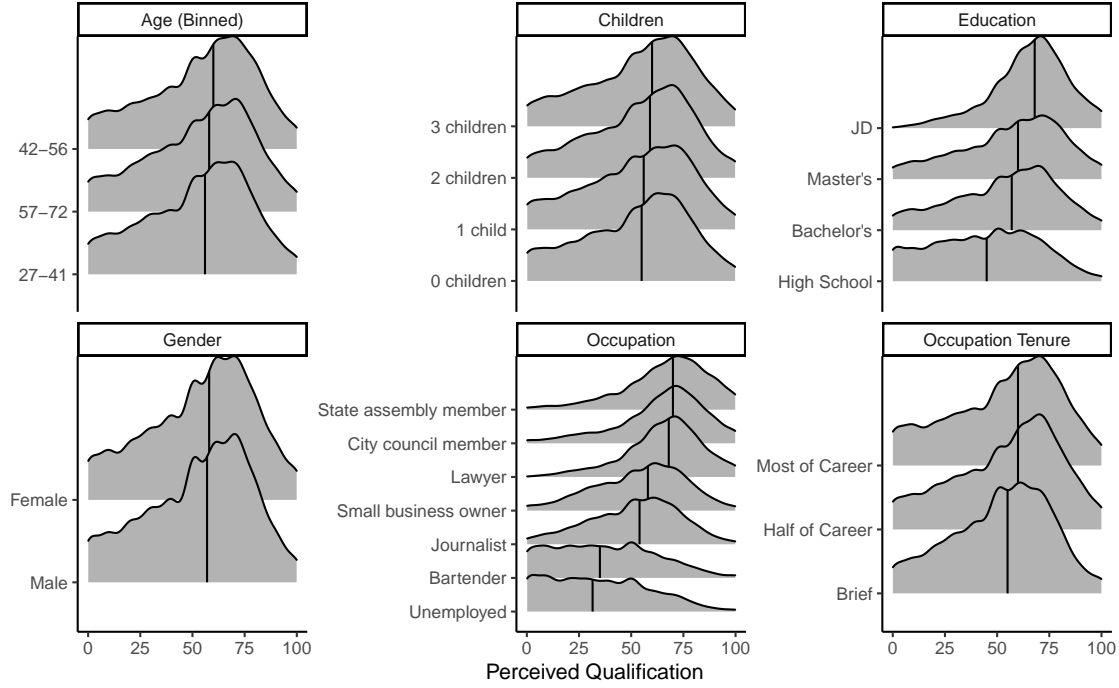 Age (Binned)
42−56
57−72
27−41
Children
3 children
2 children
1 child
0 children
Education
JD
Master's
Bachelor's
High School
Gender
Female
Male
0 25 50 75 100
Occupation
State assembly member
City council member
Lawyer
Small business owner
Journalist
Bartender
Unemployed
0 25 50 75 100
Occupation Tenure
Most of Career
Half of Career
Brief
0 25 50 75 100
Perceived Qualification